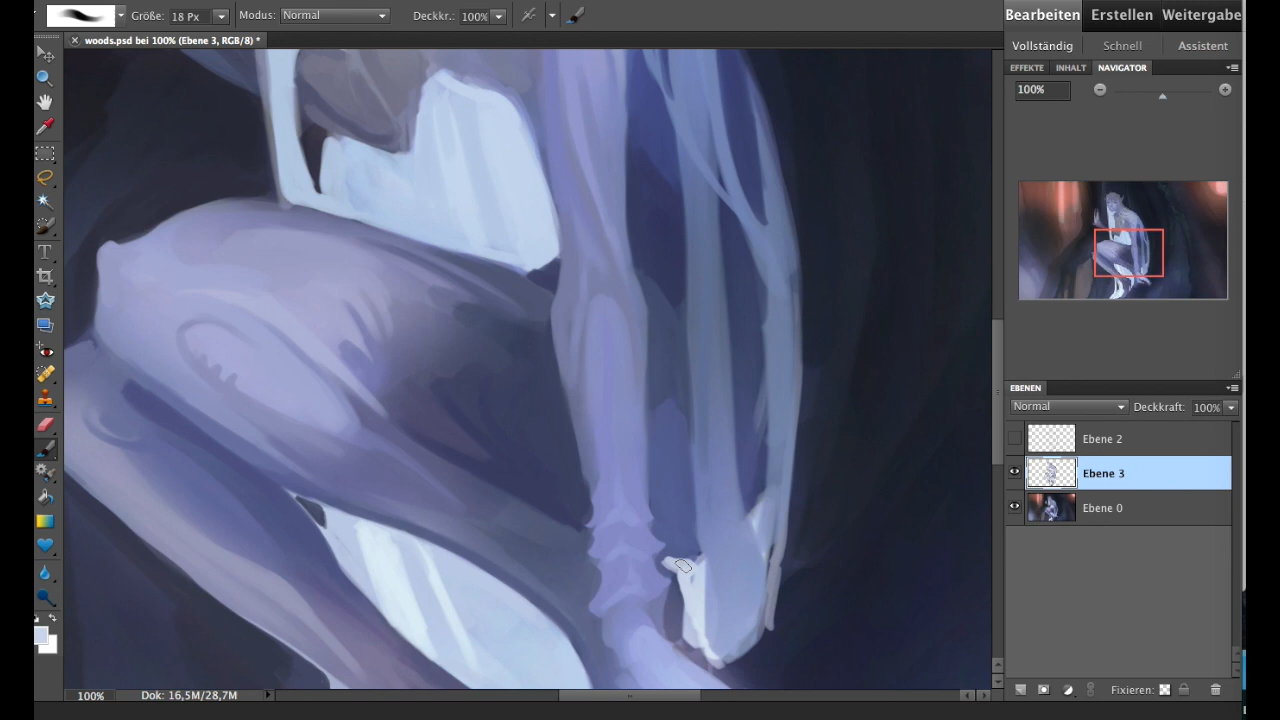 Größe: 18 Px Modus: Normal Deckkr.: 100%
Bearbeiten Erstellen Weitergabe
woods.psd bei 100% (Ebene 3, RGB/8) *
Vollständig Schnell Assistent
EFFEKTE INHALT NAVIGATOR
100%
EBENEN
Normal Deckkraft: 100%
Ebene 2
Ebene 3
Ebene 0
Fixieren:
100% Dok: 16,5M/28,7M